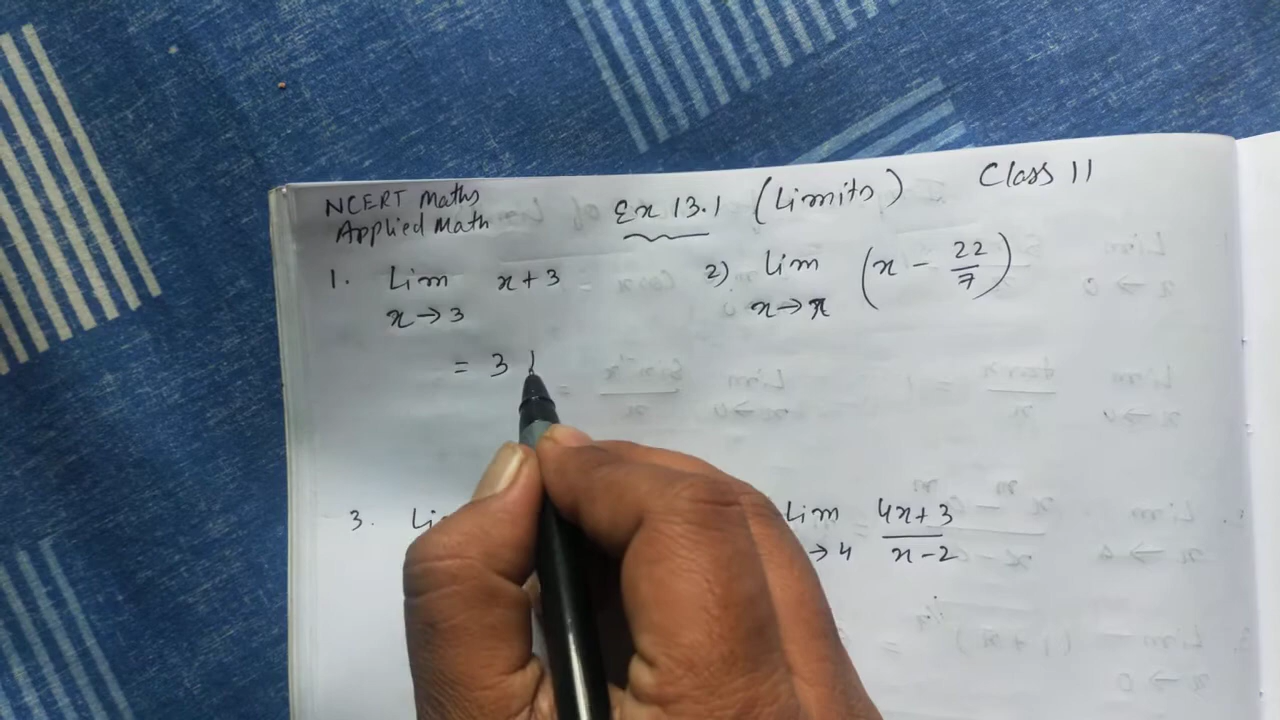 NCERT Maths
Applied Math
Ex 13.1 (Limits)
Class 11
1. Lim x + 3
x → 3
= 3
2) Lim (x - 22/7)
x → π
3.
Lim 4x + 3 / x - 2
→ 4